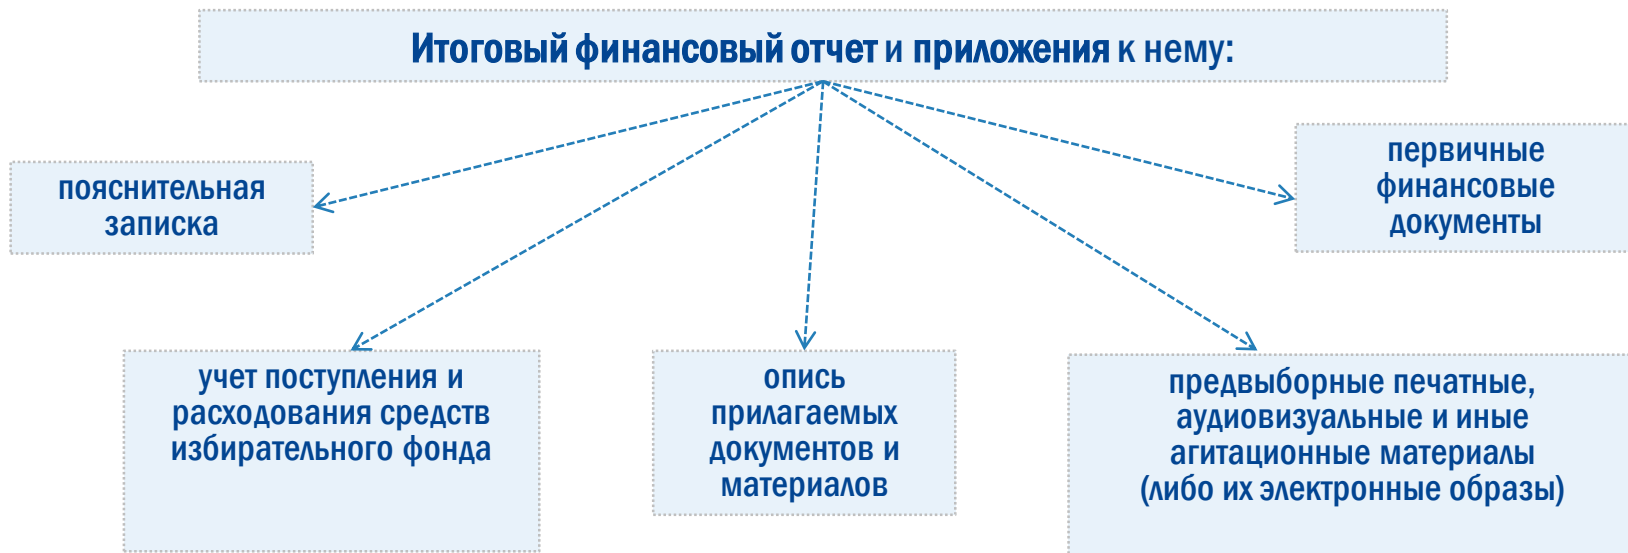 Итоговый финансовый отчет и приложения к нему:
пояснительная
записка
первичные
финансовые
документы
учет поступления и
расходования средств
избирательного фонда
опись
прилагаемых
документов и
материалов
предвыборные печатные,
аудиовизуальные и иные
агитационные материалы
(либо их электронные образы)